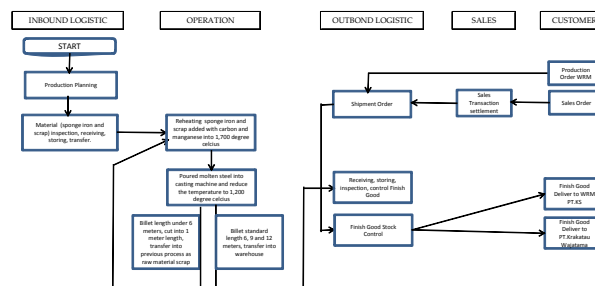 INBOUND LOGISTIC
OPERATION
OUTBOND LOGISTIC
SALES
CUSTOMER
START
Production Planning
Material (sponge iron and
scrap) inspection, receiving,
storing, transfer.
Reheating sponge iron and
scrap added with carbon and
manganese into 1,700 degree
celcius
Poured molten steel into
casting machine and reduce
the temperature to 1,200
degree celcius
Billet length under 6
meters, cut into 1
meter length,
transfer into
previous process as
raw material scrap
Billet standard
length 6, 9 and 12
meters, transfer into
warehouse
Shipment Order
Sales
Transaction
settlement
Production
Order WRM
Sales Order
Receiving, storing,
inspection, control Finish
Good
Finish Good Stock
Control
Finish Good
Deliver to WRM
PT.KS
Finish Good
Deliver to
PT.Krakatau
Wajatama